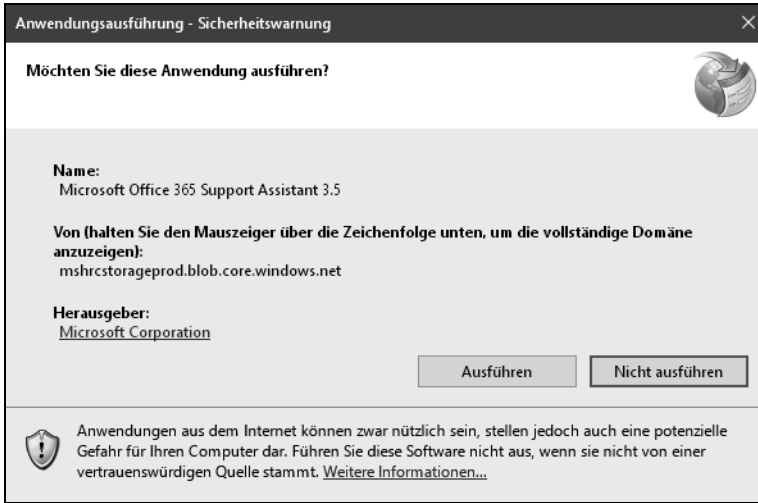 Anwendungsausführung - Sicherheitswarnung
Möchten Sie diese Anwendung ausführen?
Name:
Microsoft Office 365 Support Assistant 3.5
Von (halten Sie den Mauszeiger über die Zeichenfolge unten, um die vollständige Domäne
anzuzeigen):
mshrcstorageprod.blob.core.windows.net
Herausgeber:
Microsoft Corporation
Ausführen Nicht ausführen
Anwendungen aus dem Internet können zwar nützlich sein, stellen jedoch auch eine potenzielle
Gefahr für Ihren Computer dar. Führen Sie diese Software nicht aus, wenn sie nicht von einer
vertrauenswürdigen Quelle stammt. Weitere Informationen...